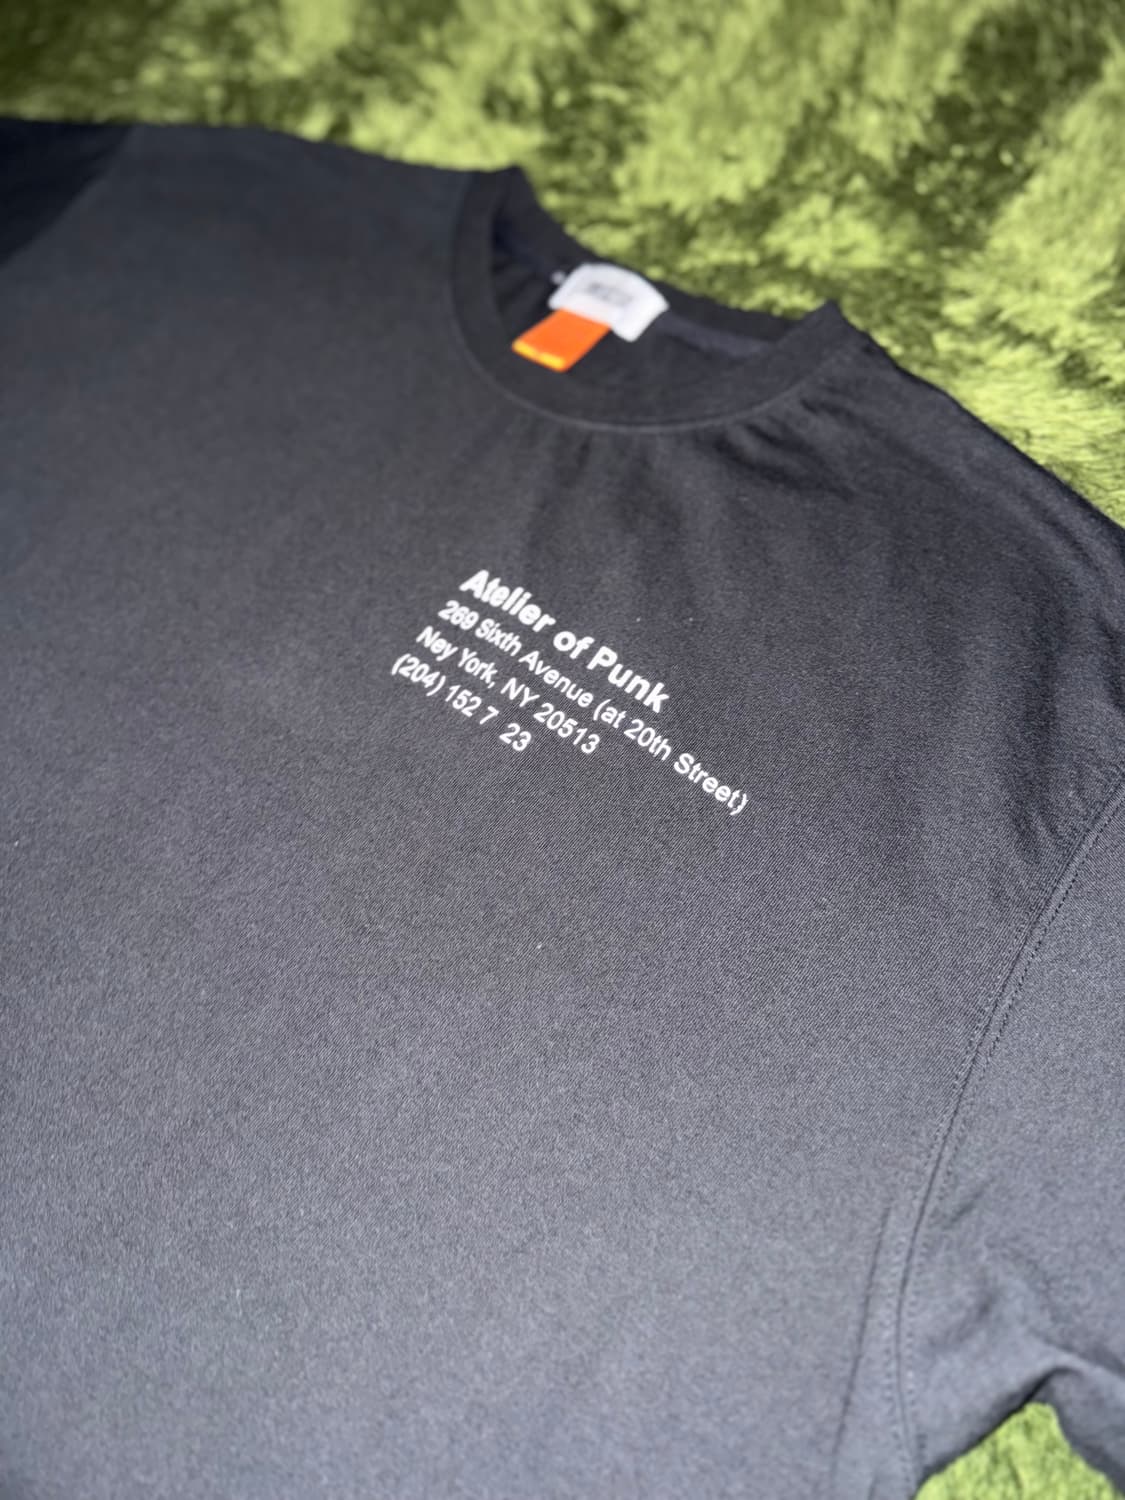 Atelier of Punk
269 Sixth Avenue (at 20th Street)
Ney York, NY 20513
(204) 152 7 23